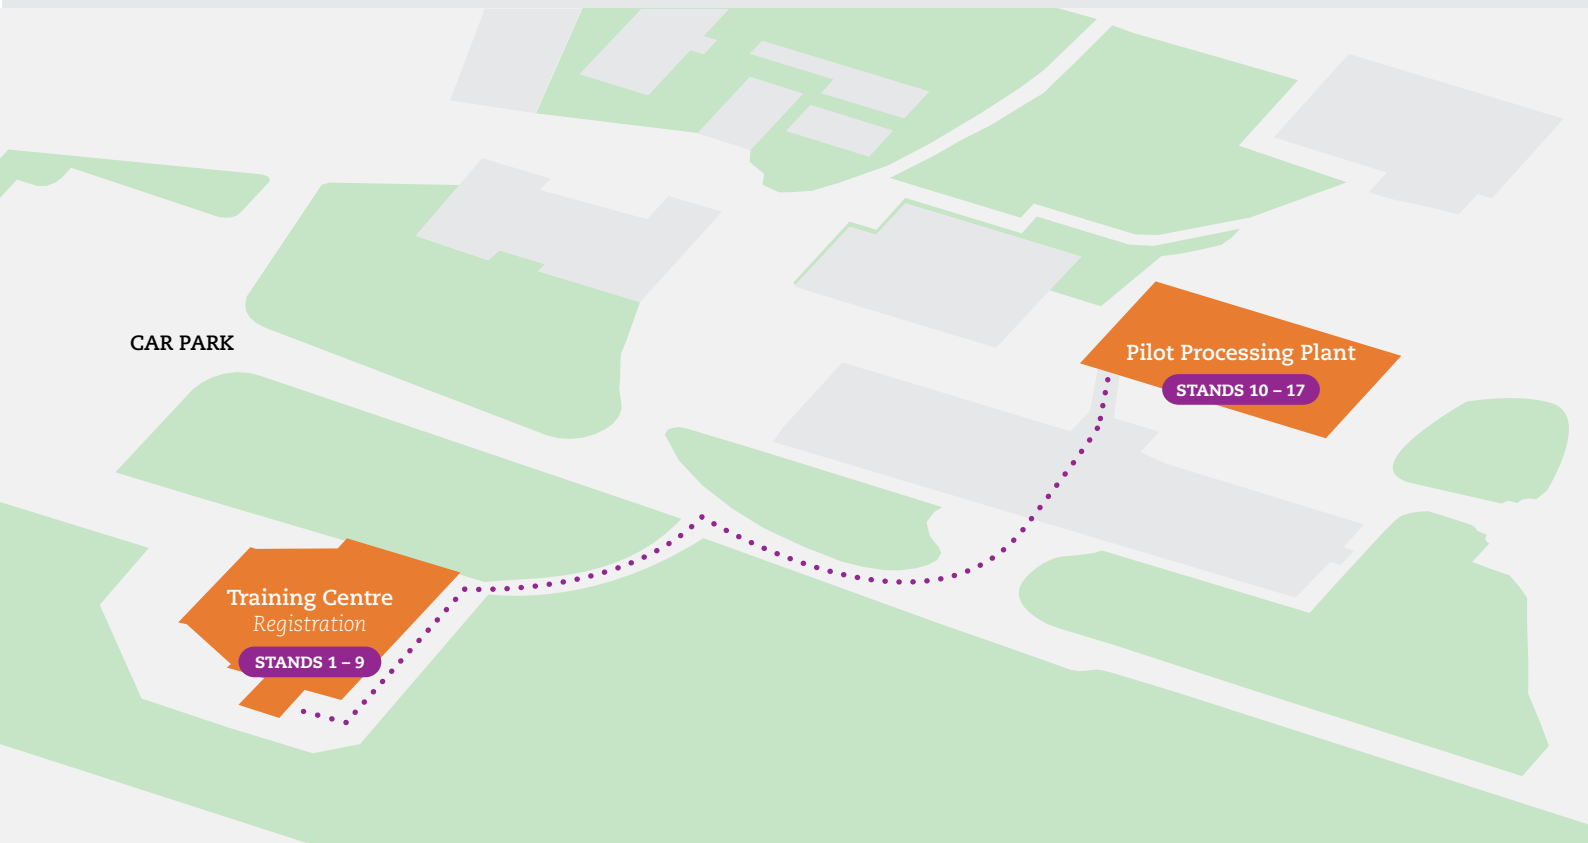 CAR PARK
Pilot Processing Plant
STANDS 10 – 17
Training Centre
Registration
STANDS 1 – 9